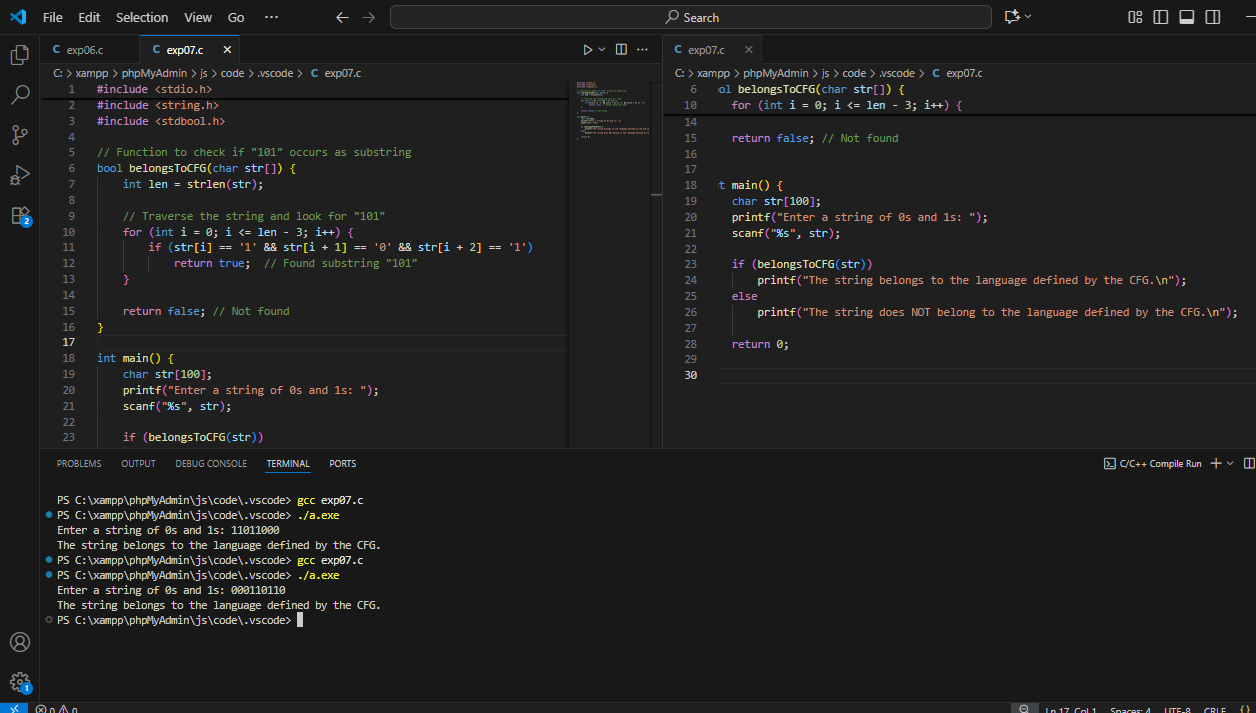 File Edit Selection View Go ··· ← → Search
exp06.c
exp07.c ×
exp07.c ×
C: > xampp > phpMyAdmin > js > code > .vscode > C exp07.c
1 #include <stdio.h>
2 #include <string.h>
3 #include <stdbool.h>
4
5 // Function to check if "101" occurs as substring
6 bool belongsToCFG(char str[]) {
7 int len = strlen(str);
8
9 // Traverse the string and look for "101"
10 for (int i = 0; i <= len - 3; i++) {
11 if (str[i] == '1' && str[i + 1] == '0' && str[i + 2] == '1')
12 return true; // Found substring "101"
13 }
14
15 return false; // Not found
16 }
17
18 int main() {
19 char str[100];
20 printf("Enter a string of 0s and 1s: ");
21 scanf("%s", str);
22
23 if (belongsToCFG(str))
C: > xampp > phpMyAdmin > js > code > .vscode > C exp07.c
6 ol belongsToCFG(char str[]) {
10 for (int i = 0; i <= len - 3; i++) {
14
15 return false; // Not found
16
17
18 t main() {
19 char str[100];
20 printf("Enter a string of 0s and 1s: ");
21 scanf("%s", str);
22
23 if (belongsToCFG(str))
24 printf("The string belongs to the language defined by the CFG.\n");
25 else
26 printf("The string does NOT belong to the language defined by the CFG.\n");
27
28 return 0;
29
30
PROBLEMS OUTPUT DEBUG CONSOLE TERMINAL PORTS
C/C++ Compile Run
PS C:\xampp\phpMyAdmin\js\code\.vscode> gcc exp07.c
PS C:\xampp\phpMyAdmin\js\code\.vscode> ./a.exe
Enter a string of 0s and 1s: 11011000
The string belongs to the language defined by the CFG.
PS C:\xampp\phpMyAdmin\js\code\.vscode> gcc exp07.c
PS C:\xampp\phpMyAdmin\js\code\.vscode> ./a.exe
Enter a string of 0s and 1s: 000110110
The string belongs to the language defined by the CFG.
PS C:\xampp\phpMyAdmin\js\code\.vscode>
2
1
0 0
Ln 17, Col 1 Spaces: 4 UTF-8 CRLF {}